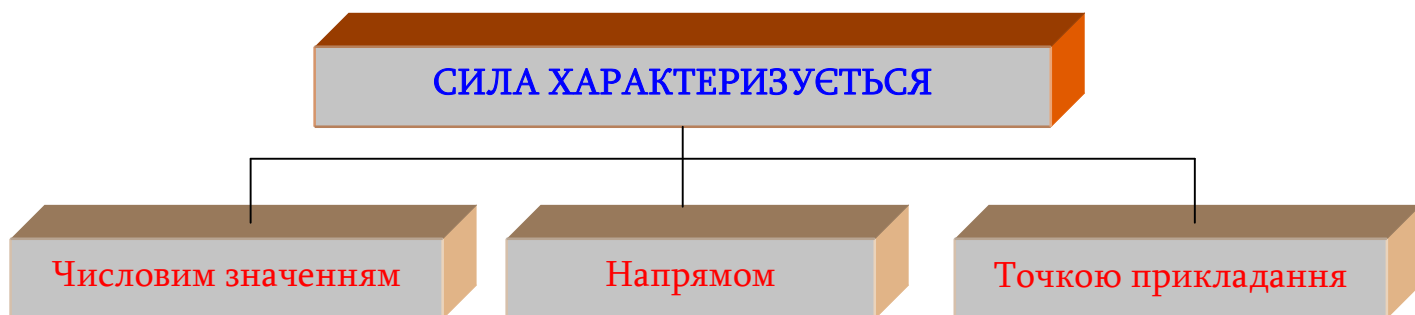 СИЛА ХАРАКТЕРИЗУЄТЬСЯ
Числовим значенням
Напрямом
Точкою прикладання